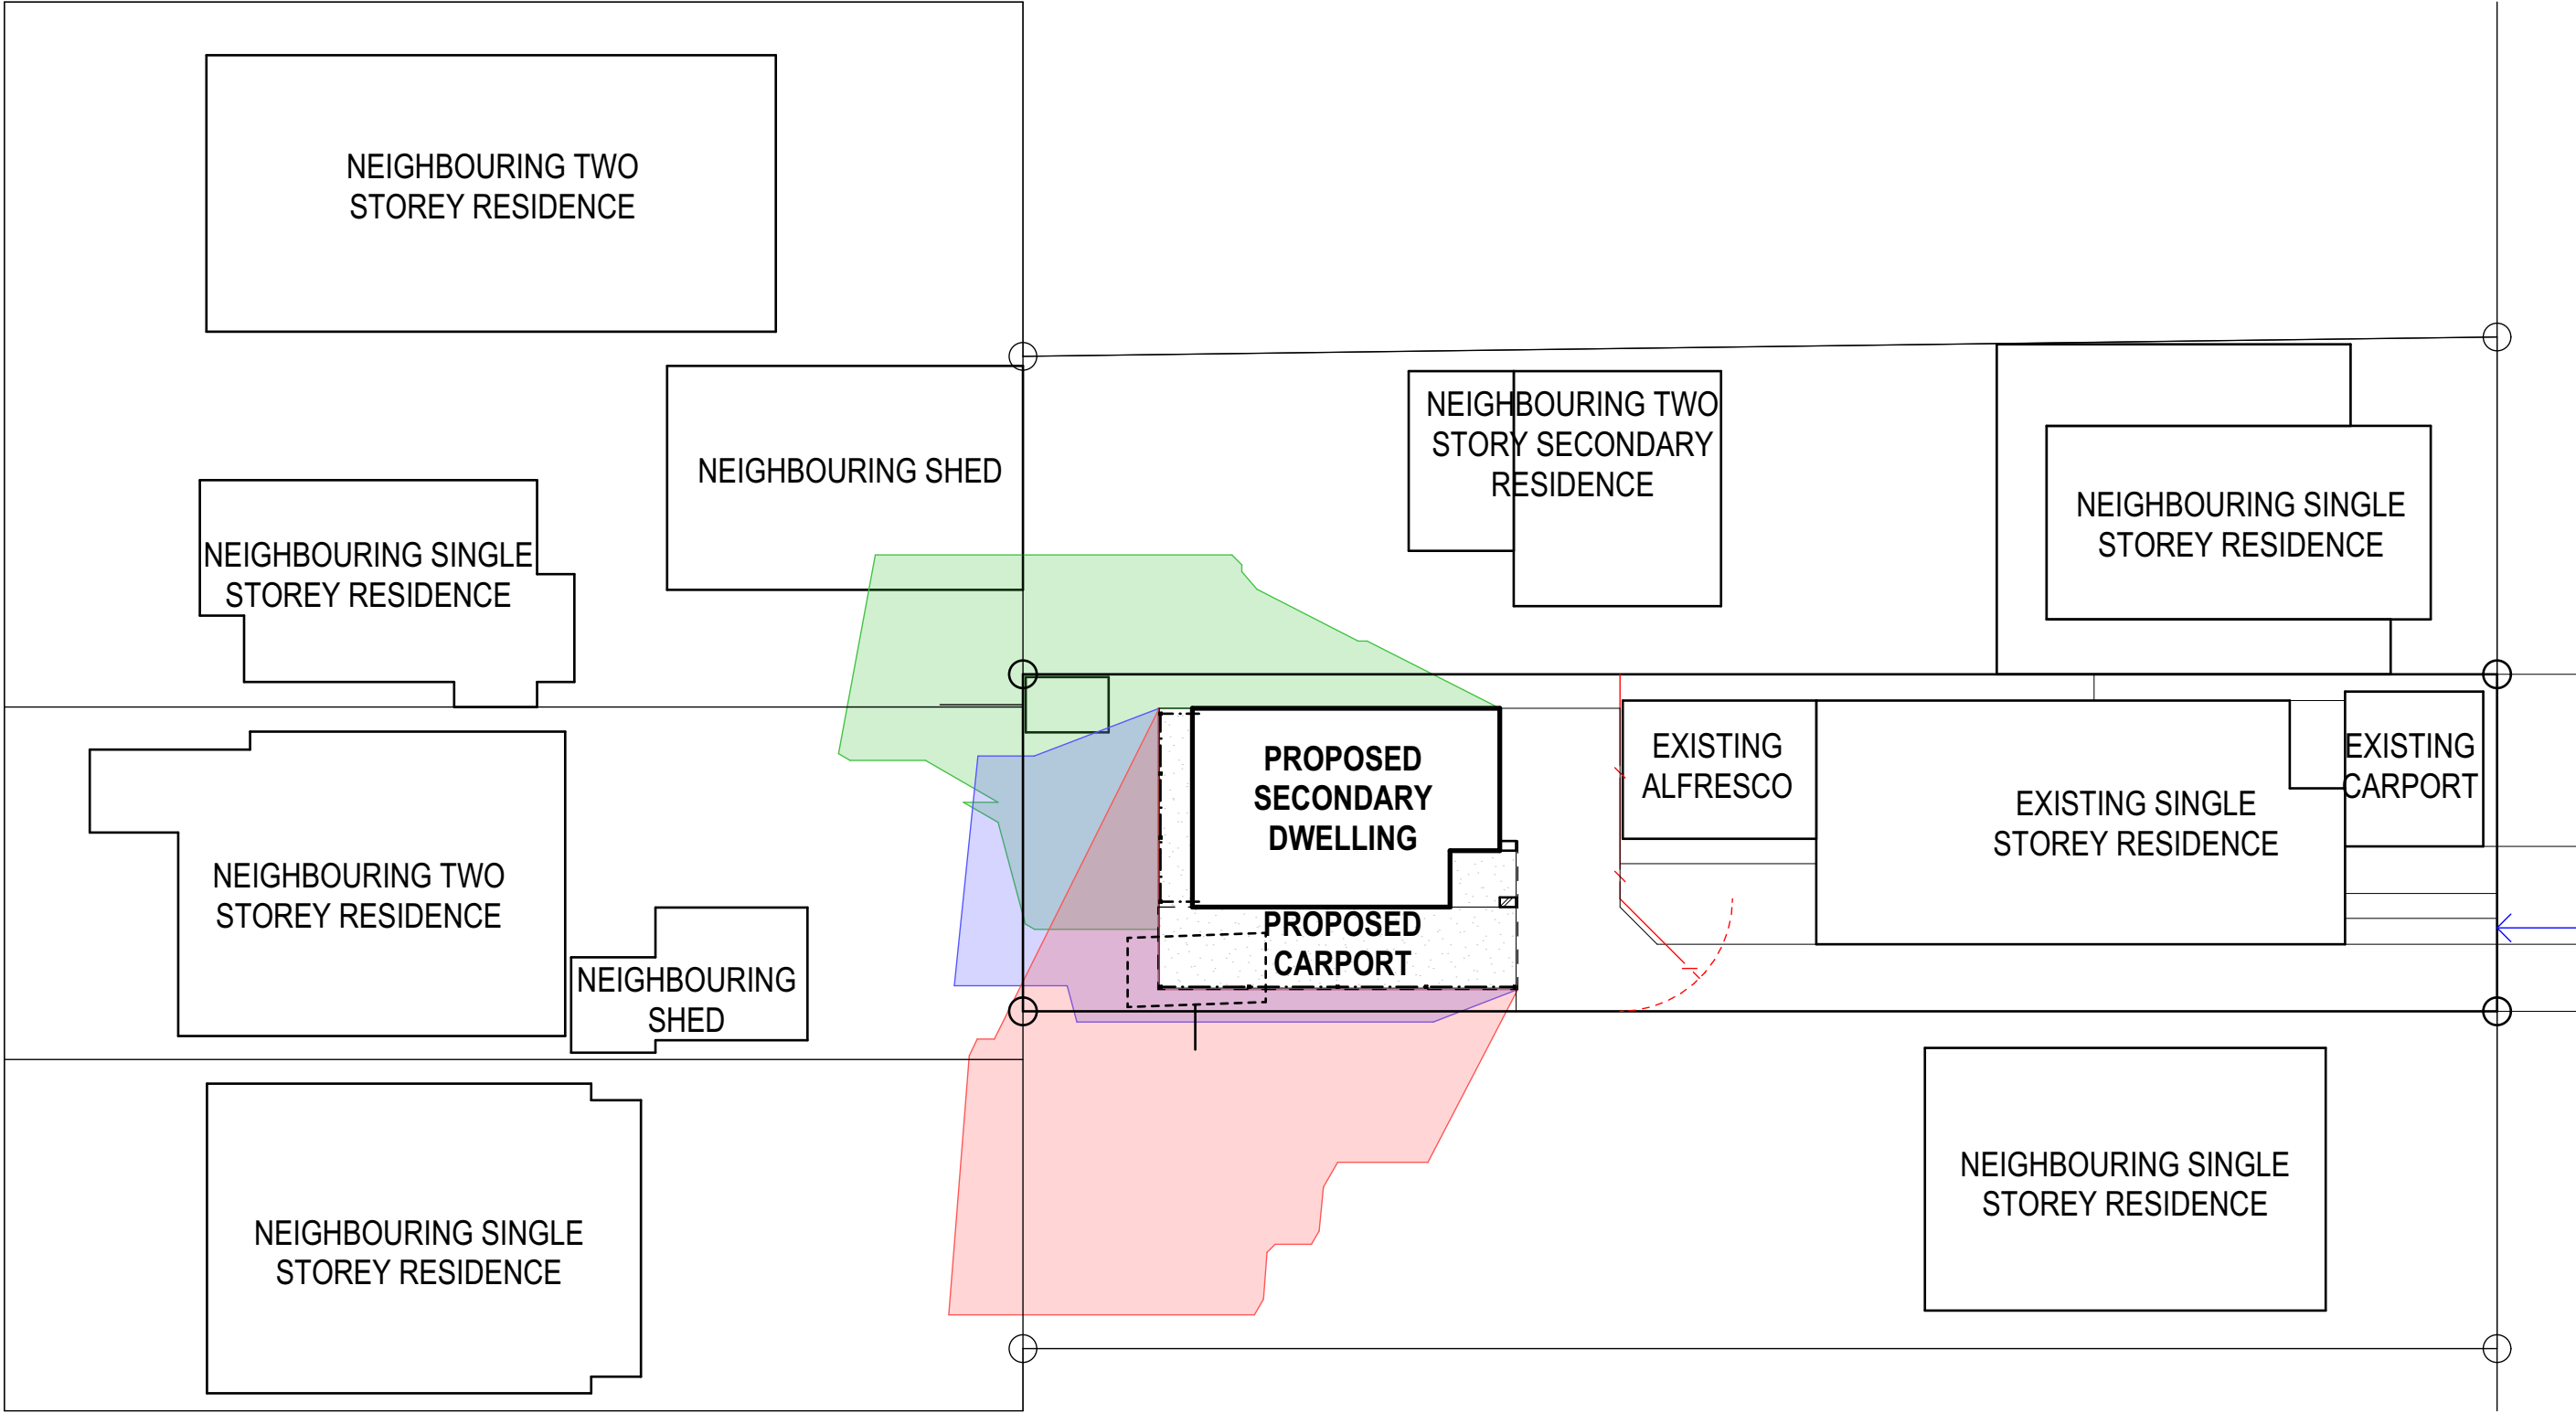 NEIGHBOURING TWO
STOREY RESIDENCE
NEIGHBOURING SHED
NEIGHBOURING TWO
STORY SECONDARY
RESIDENCE
NEIGHBOURING SINGLE
STOREY RESIDENCE
NEIGHBOURING SINGLE
STOREY RESIDENCE
PROPOSED
SECONDARY
DWELLING
EXISTING
ALFRESCO
EXISTING SINGLE
STOREY RESIDENCE
EXISTING
CARPORT
NEIGHBOURING TWO
STOREY RESIDENCE
PROPOSED
CARPORT
NEIGHBOURING
SHED
NEIGHBOURING SINGLE
STOREY RESIDENCE
NEIGHBOURING SINGLE
STOREY RESIDENCE